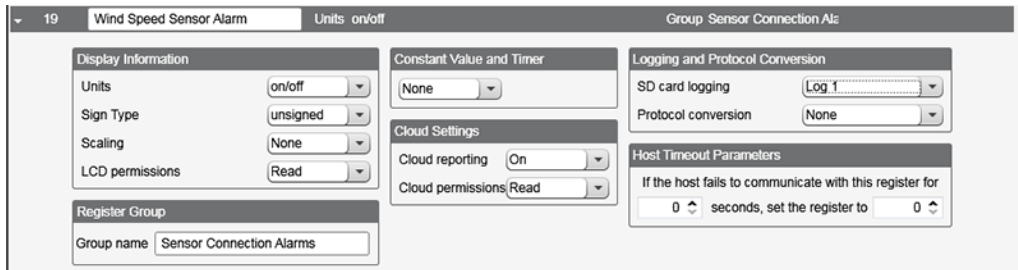 19 Wind Speed Sensor Alarm Units on/off Group Sensor Connection Ala
Display Information
Units on/off
Sign Type unsigned
Scaling None
LCD permissions Read
Register Group
Group name Sensor Connection Alarms
Constant Value and Timer
None
Cloud Settings
Cloud reporting On
Cloud permissions Read
Logging and Protocol Conversion
SD card logging Log 1
Protocol conversion None
Host Timeout Parameters
If the host fails to communicate with this register for
0 seconds, set the register to 0